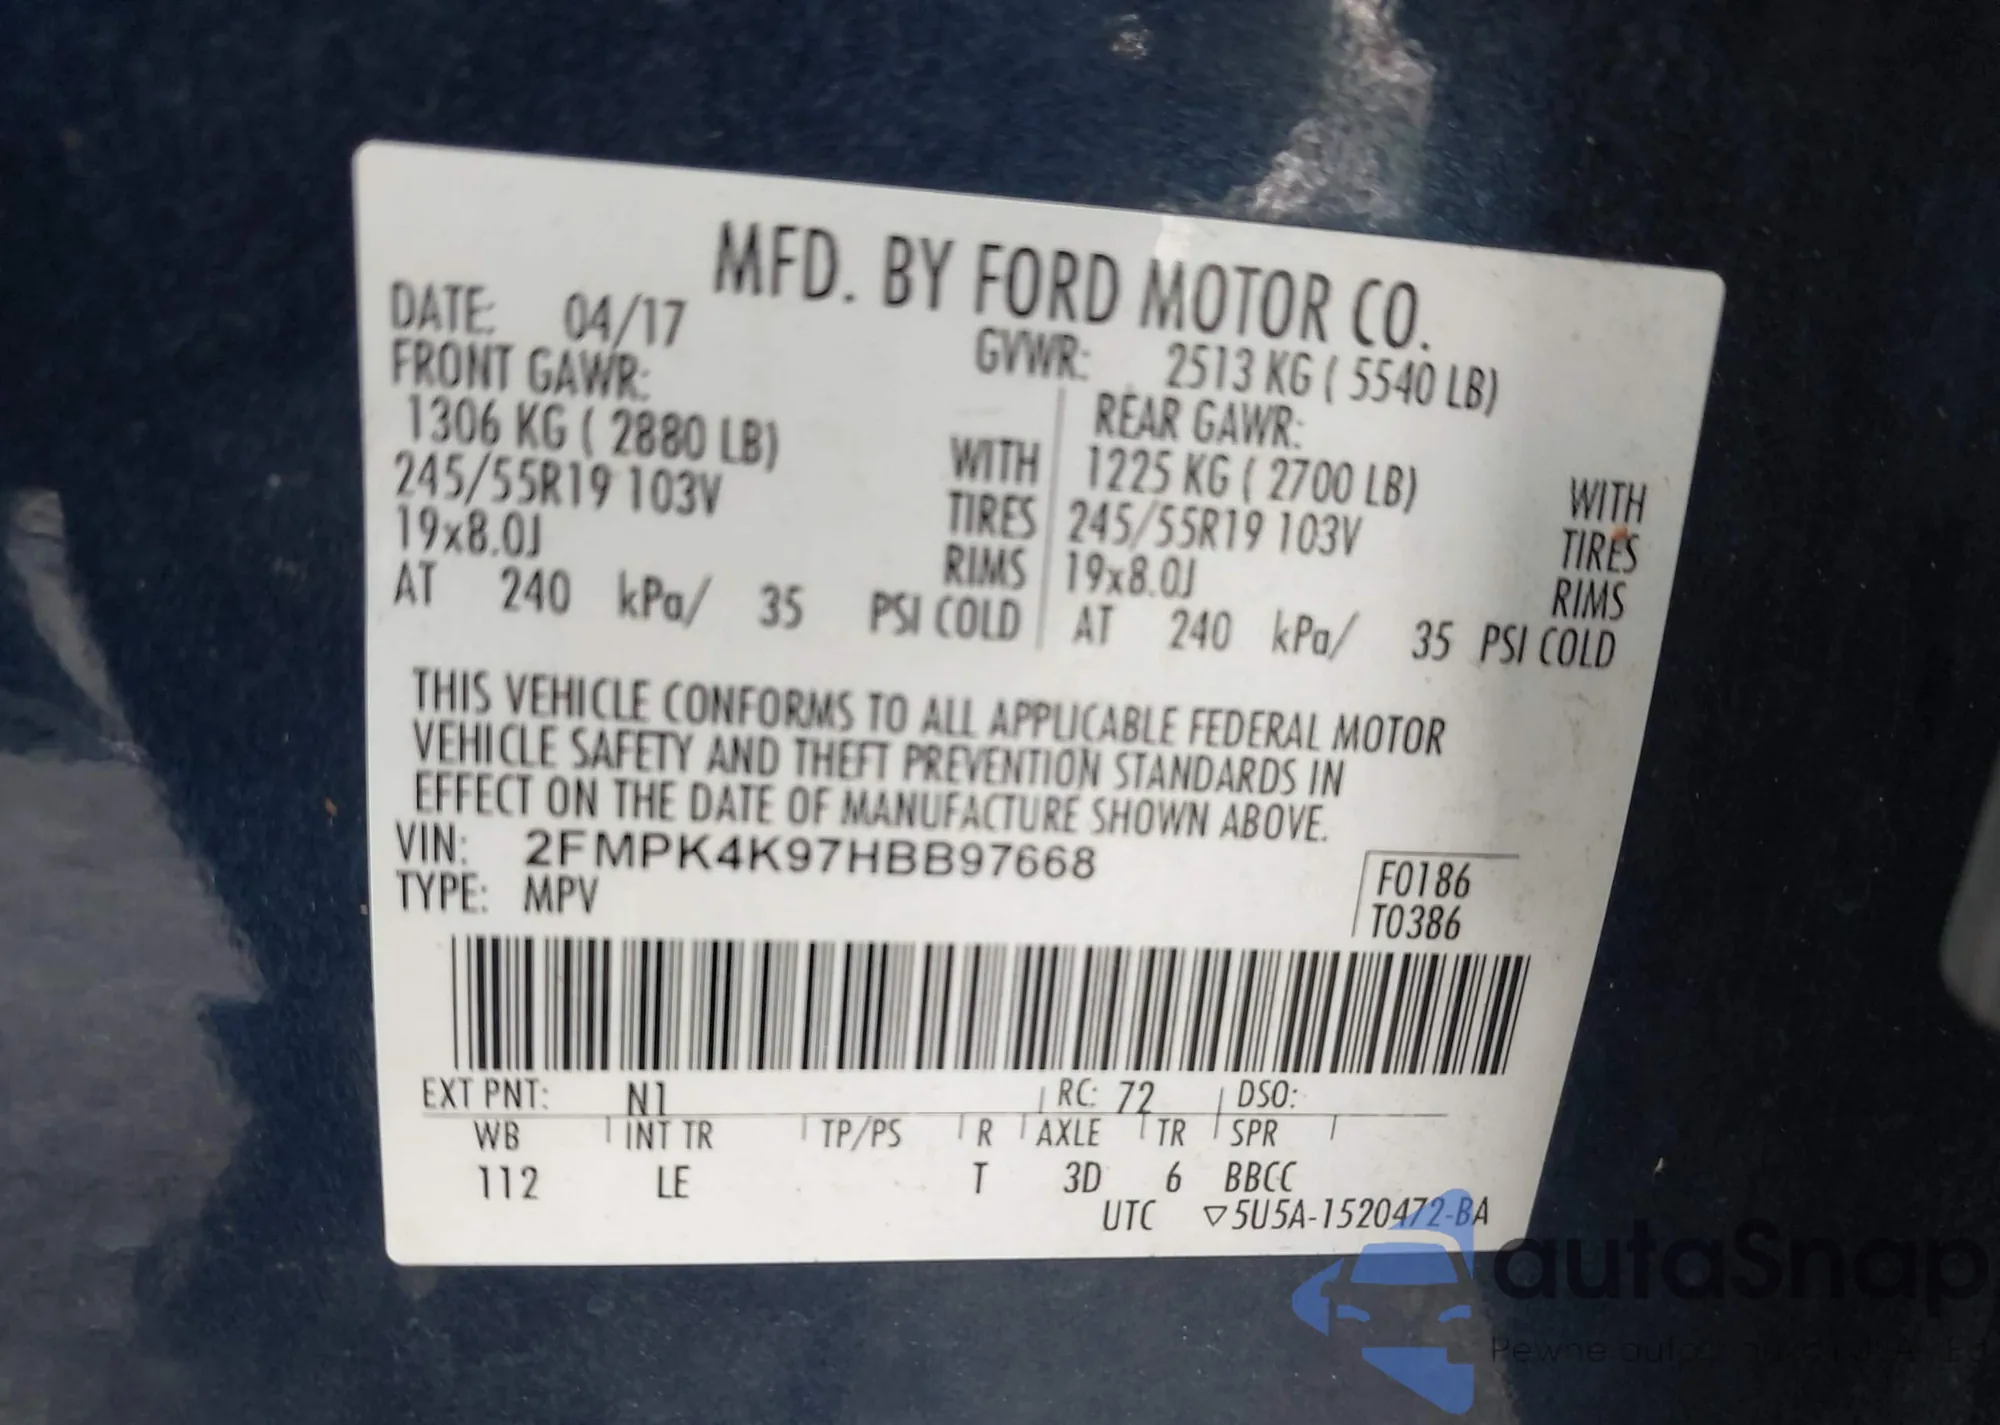 MFD. BY FORD MOTOR CO.
DATE: 04/17
GVWR: 2513 KG ( 5540 LB)
FRONT GAWR:
1306 KG ( 2880 LB) WITH
245/55R19 103V TIRES
19x8.0J RIMS
AT 240 kPa/ 35 PSI COLD
REAR GAWR:
1225 KG ( 2700 LB) WITH
245/55R19 103V TIRES
19x8.0J RIMS
AT 240 kPa/ 35 PSI COLD
THIS VEHICLE CONFORMS TO ALL APPLICABLE FEDERAL MOTOR
VEHICLE SAFETY AND THEFT PREVENTION STANDARDS IN
EFFECT ON THE DATE OF MANUFACTURE SHOWN ABOVE.
VIN: 2FMPK4K97HBB97668
TYPE: MPV
F0186
T0386
EXT PNT: N1 RC: 72 DSO:
WB INT TR TP/PS R AXLE TR SPR
112 LE T 3D 6 BBCC
UTC ▽5U5A-1520472-BA
autaSnap
Pewne